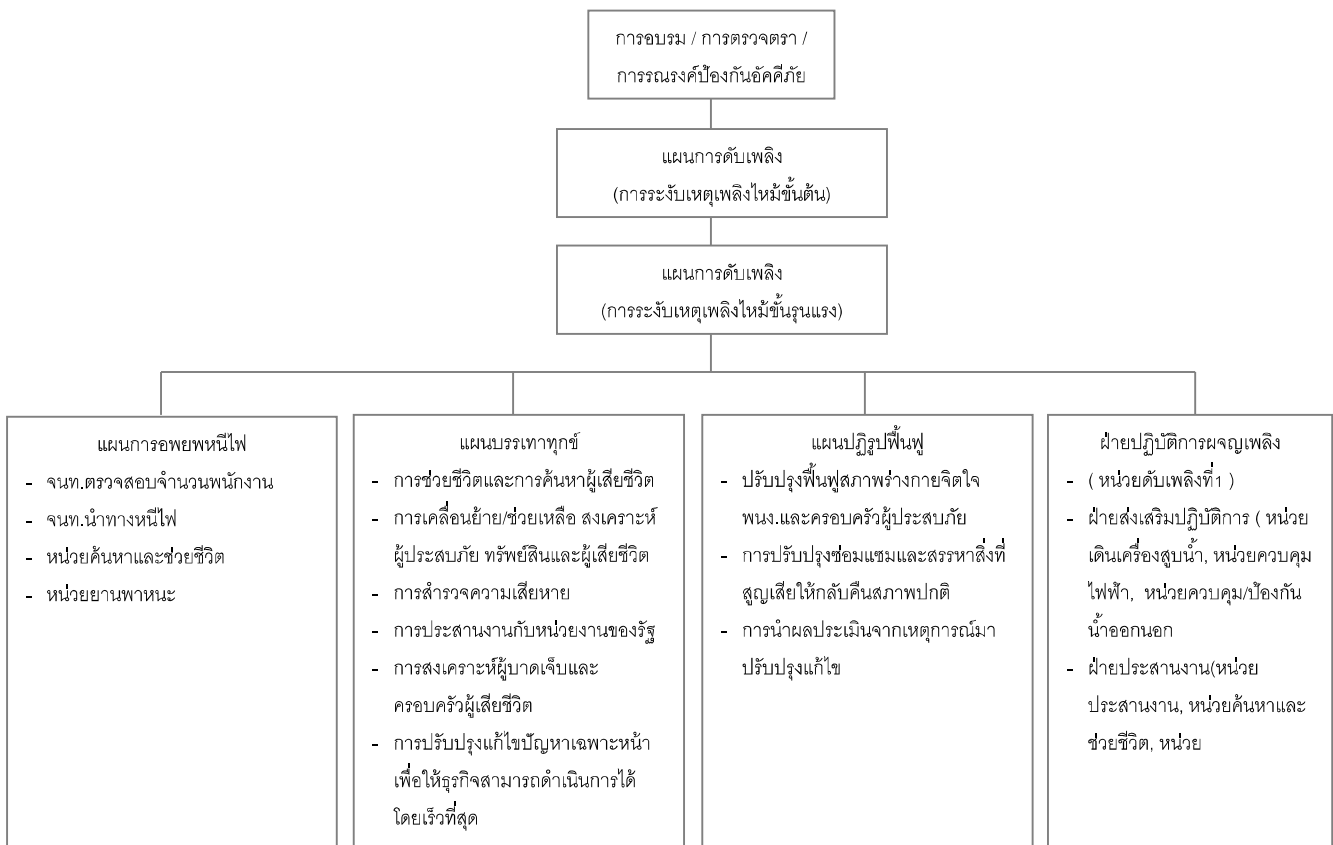 การอบรม / การตรวจตรา /
การรณรงค์ป้องกันอัคคีภัย
แผนการดับเพลิง
(การระงับเหตุเพลิงไหม้ขั้นต้น)
แผนการดับเพลิง
(การระงับเหตุเพลิงไหม้ขั้นรุนแรง)
แผนการอพยพหนีไฟ
- จนท.ตรวจสอบจำนวนพนักงาน
- จนท.นำทางหนีไฟ
- หน่วยค้นหาและช่วยชีวิต
- หน่วยยานพาหนะ
แผนบรรเทาทุกข์
- การช่วยชีวิตและการค้นหาผู้เสียชีวิต
- การเคลื่อนย้าย/ช่วยเหลือ สงเคราะห์
ผู้ประสบภัย ทรัพย์สินและผู้เสียชีวิต
- การสำรวจความเสียหาย
- การประสานงานกับหน่วยงานของรัฐ
- การสงเคราะห์ผู้บาดเจ็บและ
ครอบครัวผู้เสียชีวิต
- การปรับปรุงแก้ไขปัญหาเฉพาะหน้า
เพื่อให้ธุรกิจสามารถดำเนินการได้
โดยเร็วที่สุด
แผนปฏิรูปฟื้นฟู
- ปรับปรุงฟื้นฟูสภาพร่างกายจิตใจ
พนง.และครอบครัวผู้ประสบภัย
- การปรับปรุงซ่อมแซมและสรรหาสิ่งที่
สูญเสียให้กลับคืนสภาพปกติ
- การนำผลประเมินจากเหตุการณ์มา
ปรับปรุงแก้ไข
ฝ่ายปฏิบัติการผจญเพลิง
- ( หน่วยดับเพลิงที่1 )
- ฝ่ายส่งเสริมปฏิบัติการ ( หน่วย
เดินเครื่องสูบน้ำ, หน่วยควบคุม
ไฟฟ้า, หน่วยควบคุม/ป้องกัน
น้ำออกนอก
- ฝ่ายประสานงาน(หน่วย
ประสานงาน, หน่วยค้นหาและ
ช่วยชีวิต, หน่วย